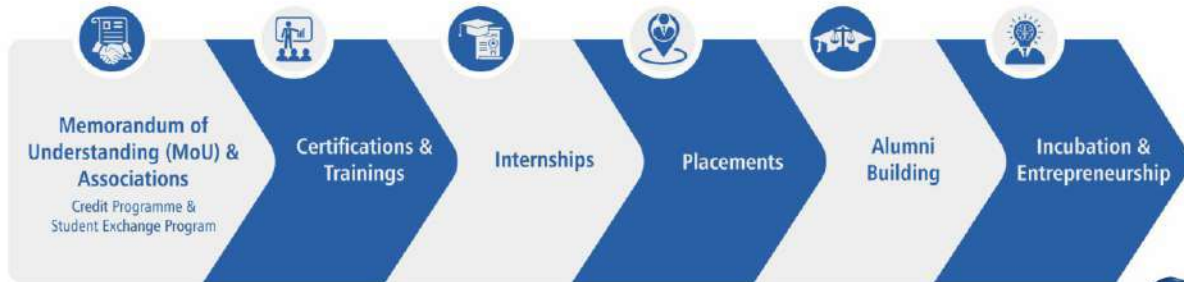 Memorandum of
Understanding (MoU) &
Associations
Credit Programme &
Student Exchange Program
Certifications &
Trainings
Internships
Placements
Alumni
Building
Incubation &
Entrepreneurship